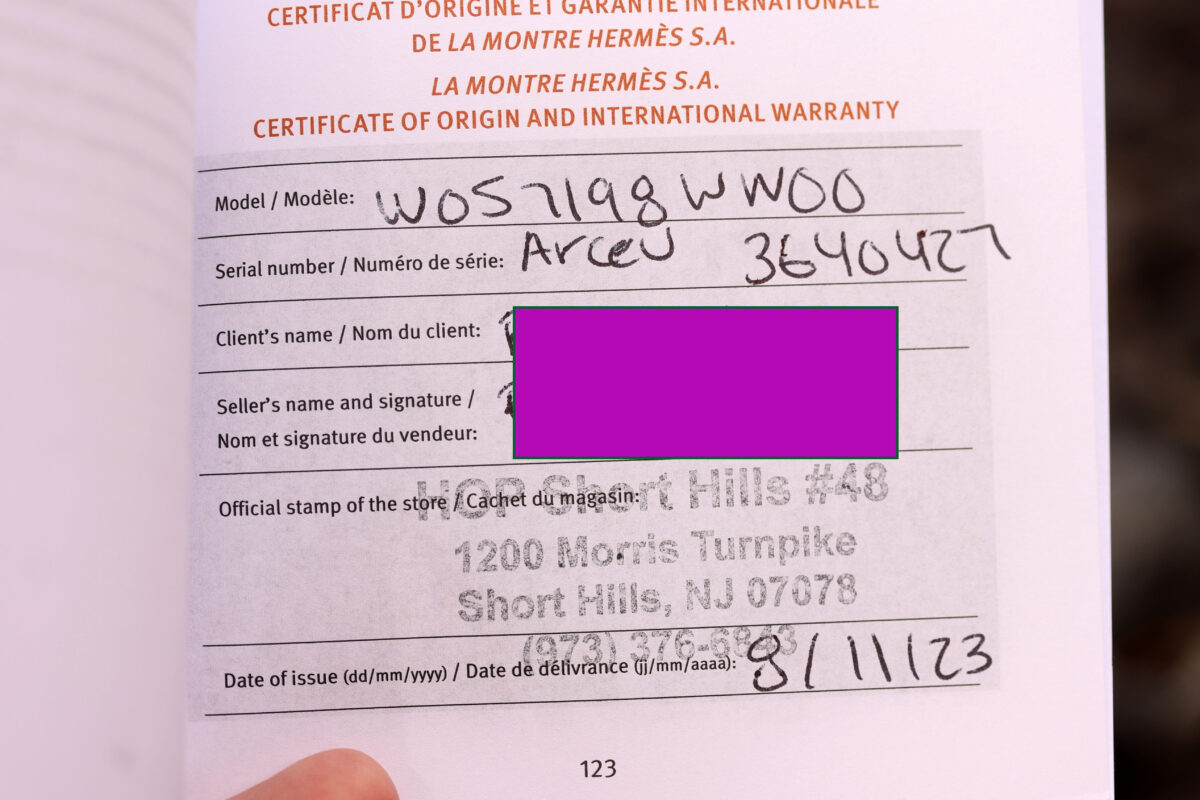 CERTIFICAT D'ORIGINE ET GARANTIE INTERNATIONALE
DE LA MONTRE HERMÈS S.A.
LA MONTRE HERMÈS S.A.
CERTIFICATE OF ORIGIN AND INTERNATIONAL WARRANTY
Model / Modèle: W057198WW00
Serial number / Numéro de série: Arceu 3640427
Client's name / Nom du client:
Seller's name and signature /
Nom et signature du vendeur:
Official stamp of the store / Cachet du magasin:
HOP Short Hills #48
1200 Morris Turnpike
Short Hills, NJ 07078
(973) 376-6843
Date of issue (dd/mm/yyyy) / Date de délivrance (jj/mm/aaaa): 8/11/23
123